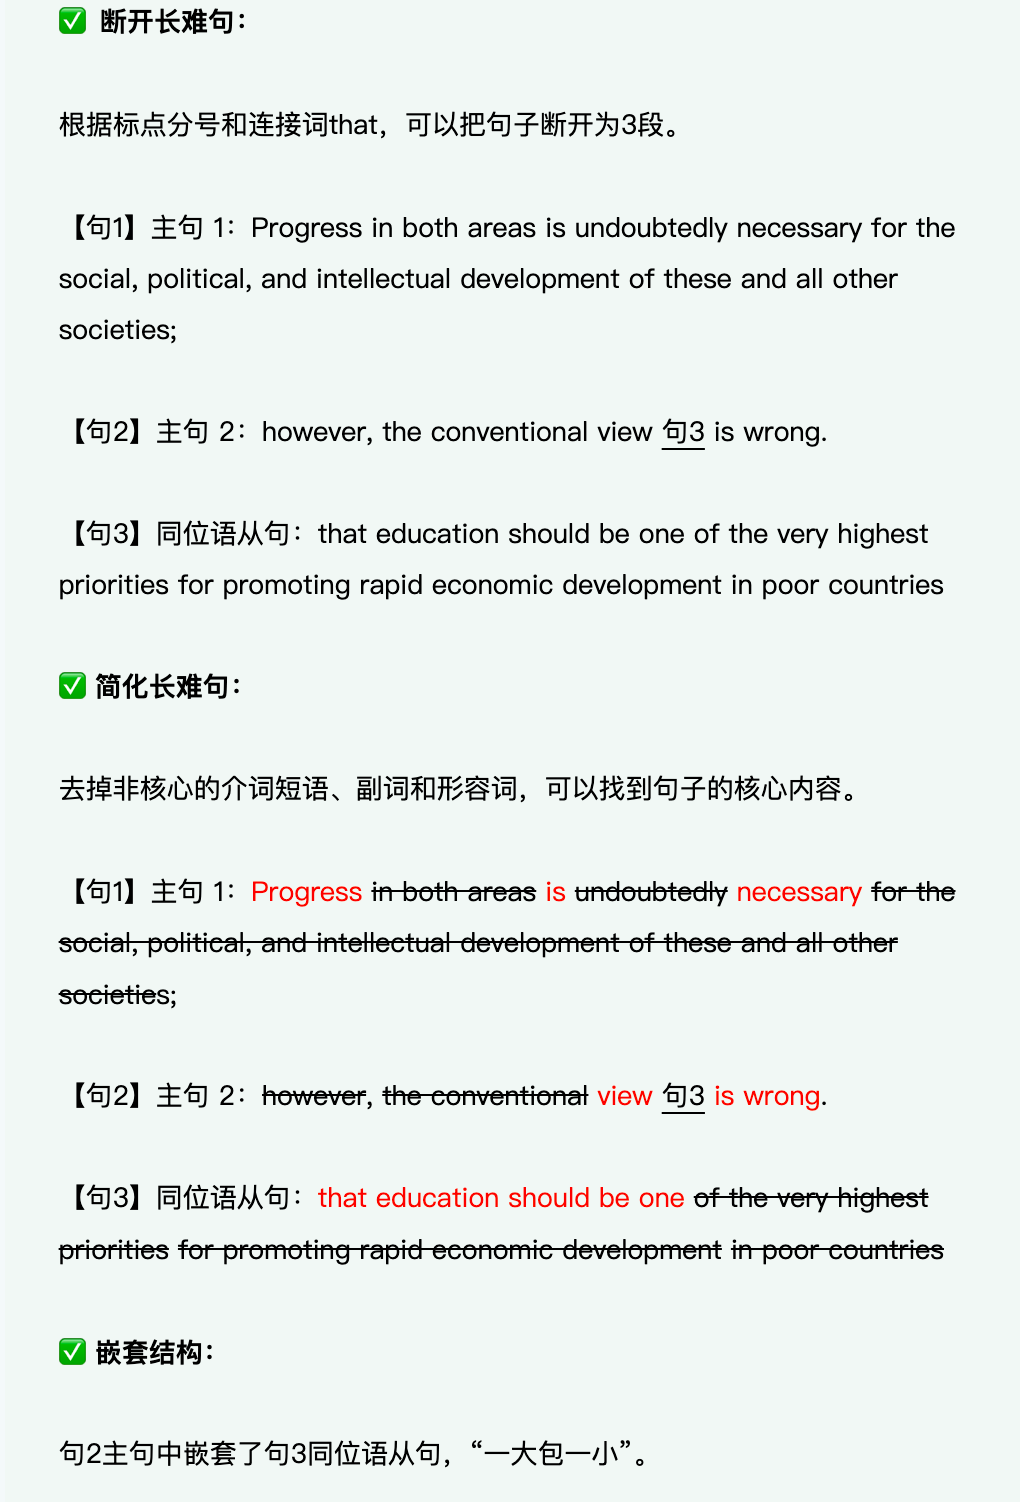 ✅ 断开长难句：
根据标点分号和连接词that，可以把句子断开为3段。
【句1】主句 1：Progress in both areas is undoubtedly necessary for the
social, political, and intellectual development of these and all other
societies;
【句2】主句 2：however, the conventional view 句3 is wrong.
【句3】同位语从句：that education should be one of the very highest
priorities for promoting rapid economic development in poor countries
✅ 简化长难句：
去掉非核心的介词短语、副词和形容词，可以找到句子的核心内容。
【句1】主句 1：Progress in both areas is undoubtedly necessary for the
social, political, and intellectual development of these and all other
societies;
【句2】主句 2：however, the conventional view 句3 is wrong.
【句3】同位语从句：that education should be one of the very highest
priorities for promoting rapid economic development in poor countries
✅ 嵌套结构：
句2主句中嵌套了句3同位语从句，“一大包一小”。